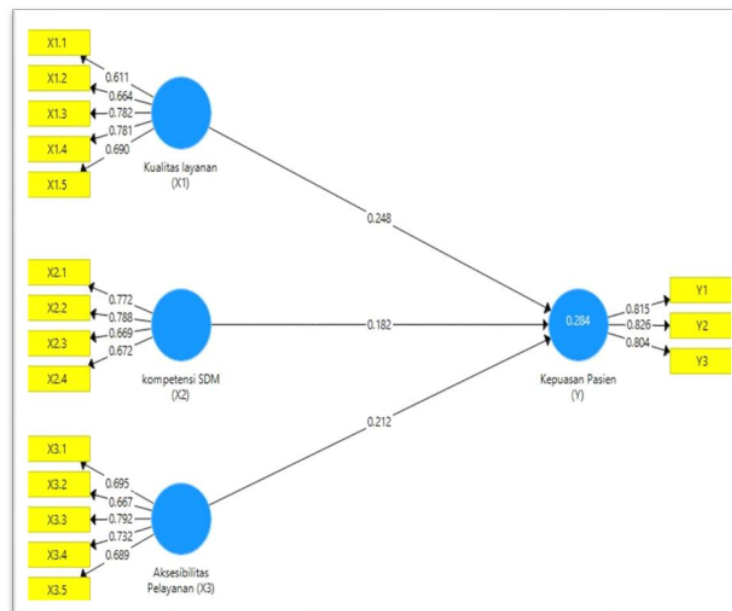 X1.1
X1.2
X1.3
X1.4
X1.5
0.611
0.664
0.782
0.781
0.690
Kualitas layanan
(X1)
0.248
X2.1
X2.2
X2.3
X2.4
0.772
0.788
0.669
0.672
kompetensi SDM
(X2)
0.182
0.284
Kepuasan Pasien
(Y)
0.815
0.826
0.804
Y1
Y2
Y3
0.212
X3.1
X3.2
X3.3
X3.4
X3.5
0.695
0.667
0.792
0.732
0.689
Aksesibilitas
Pelayanan (X3)